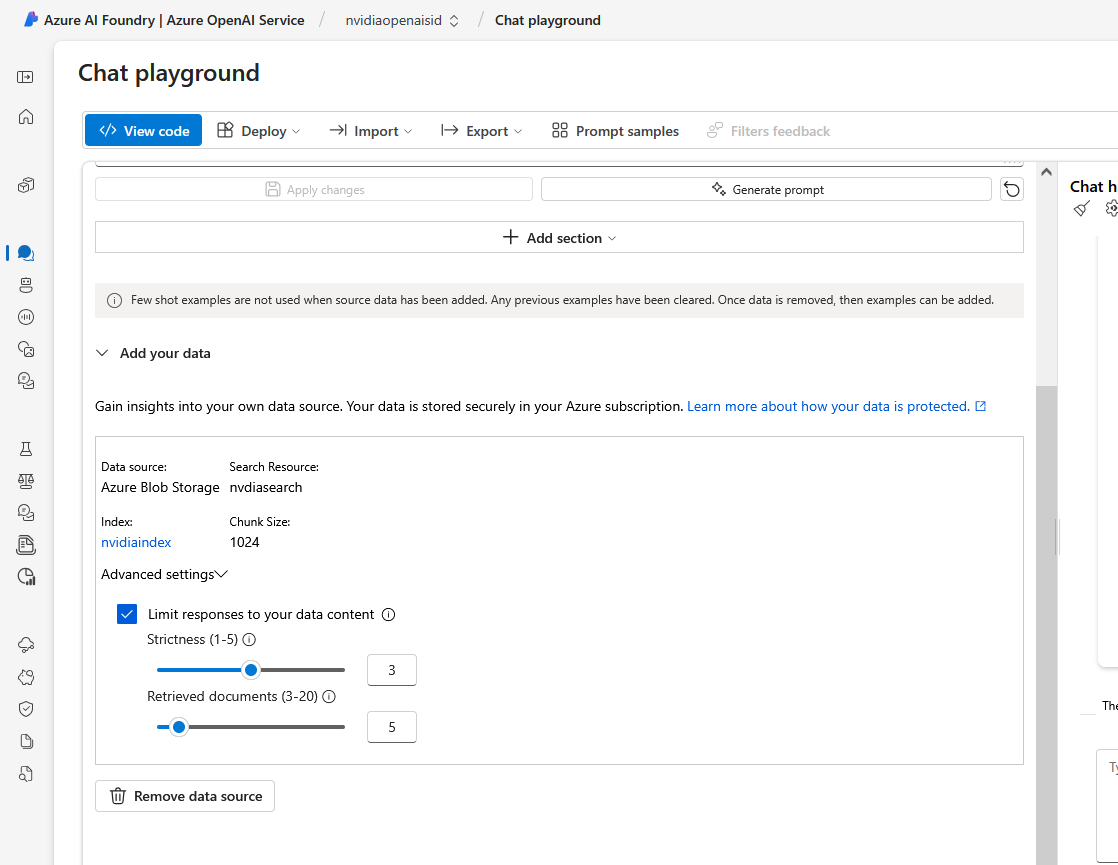 Azure AI Foundry | Azure OpenAI Service / nvidiaopenaisid / Chat playground
Chat playground
View code Deploy Import Export Prompt samples Filters feedback
Apply changes Generate prompt
Chat h
Add section
Few shot examples are not used when source data has been added. Any previous examples have been cleared. Once data is removed, then examples can be added.
Add your data
Gain insights into your own data source. Your data is stored securely in your Azure subscription. Learn more about how your data is protected.
Data source: Search Resource:
Azure Blob Storage nvdiasearch
Index: Chunk Size:
nvidiaindex 1024
Advanced settings
Limit responses to your data content
Strictness (1-5)
3
Retrieved documents (3-20)
The
5
Ty
Remove data source